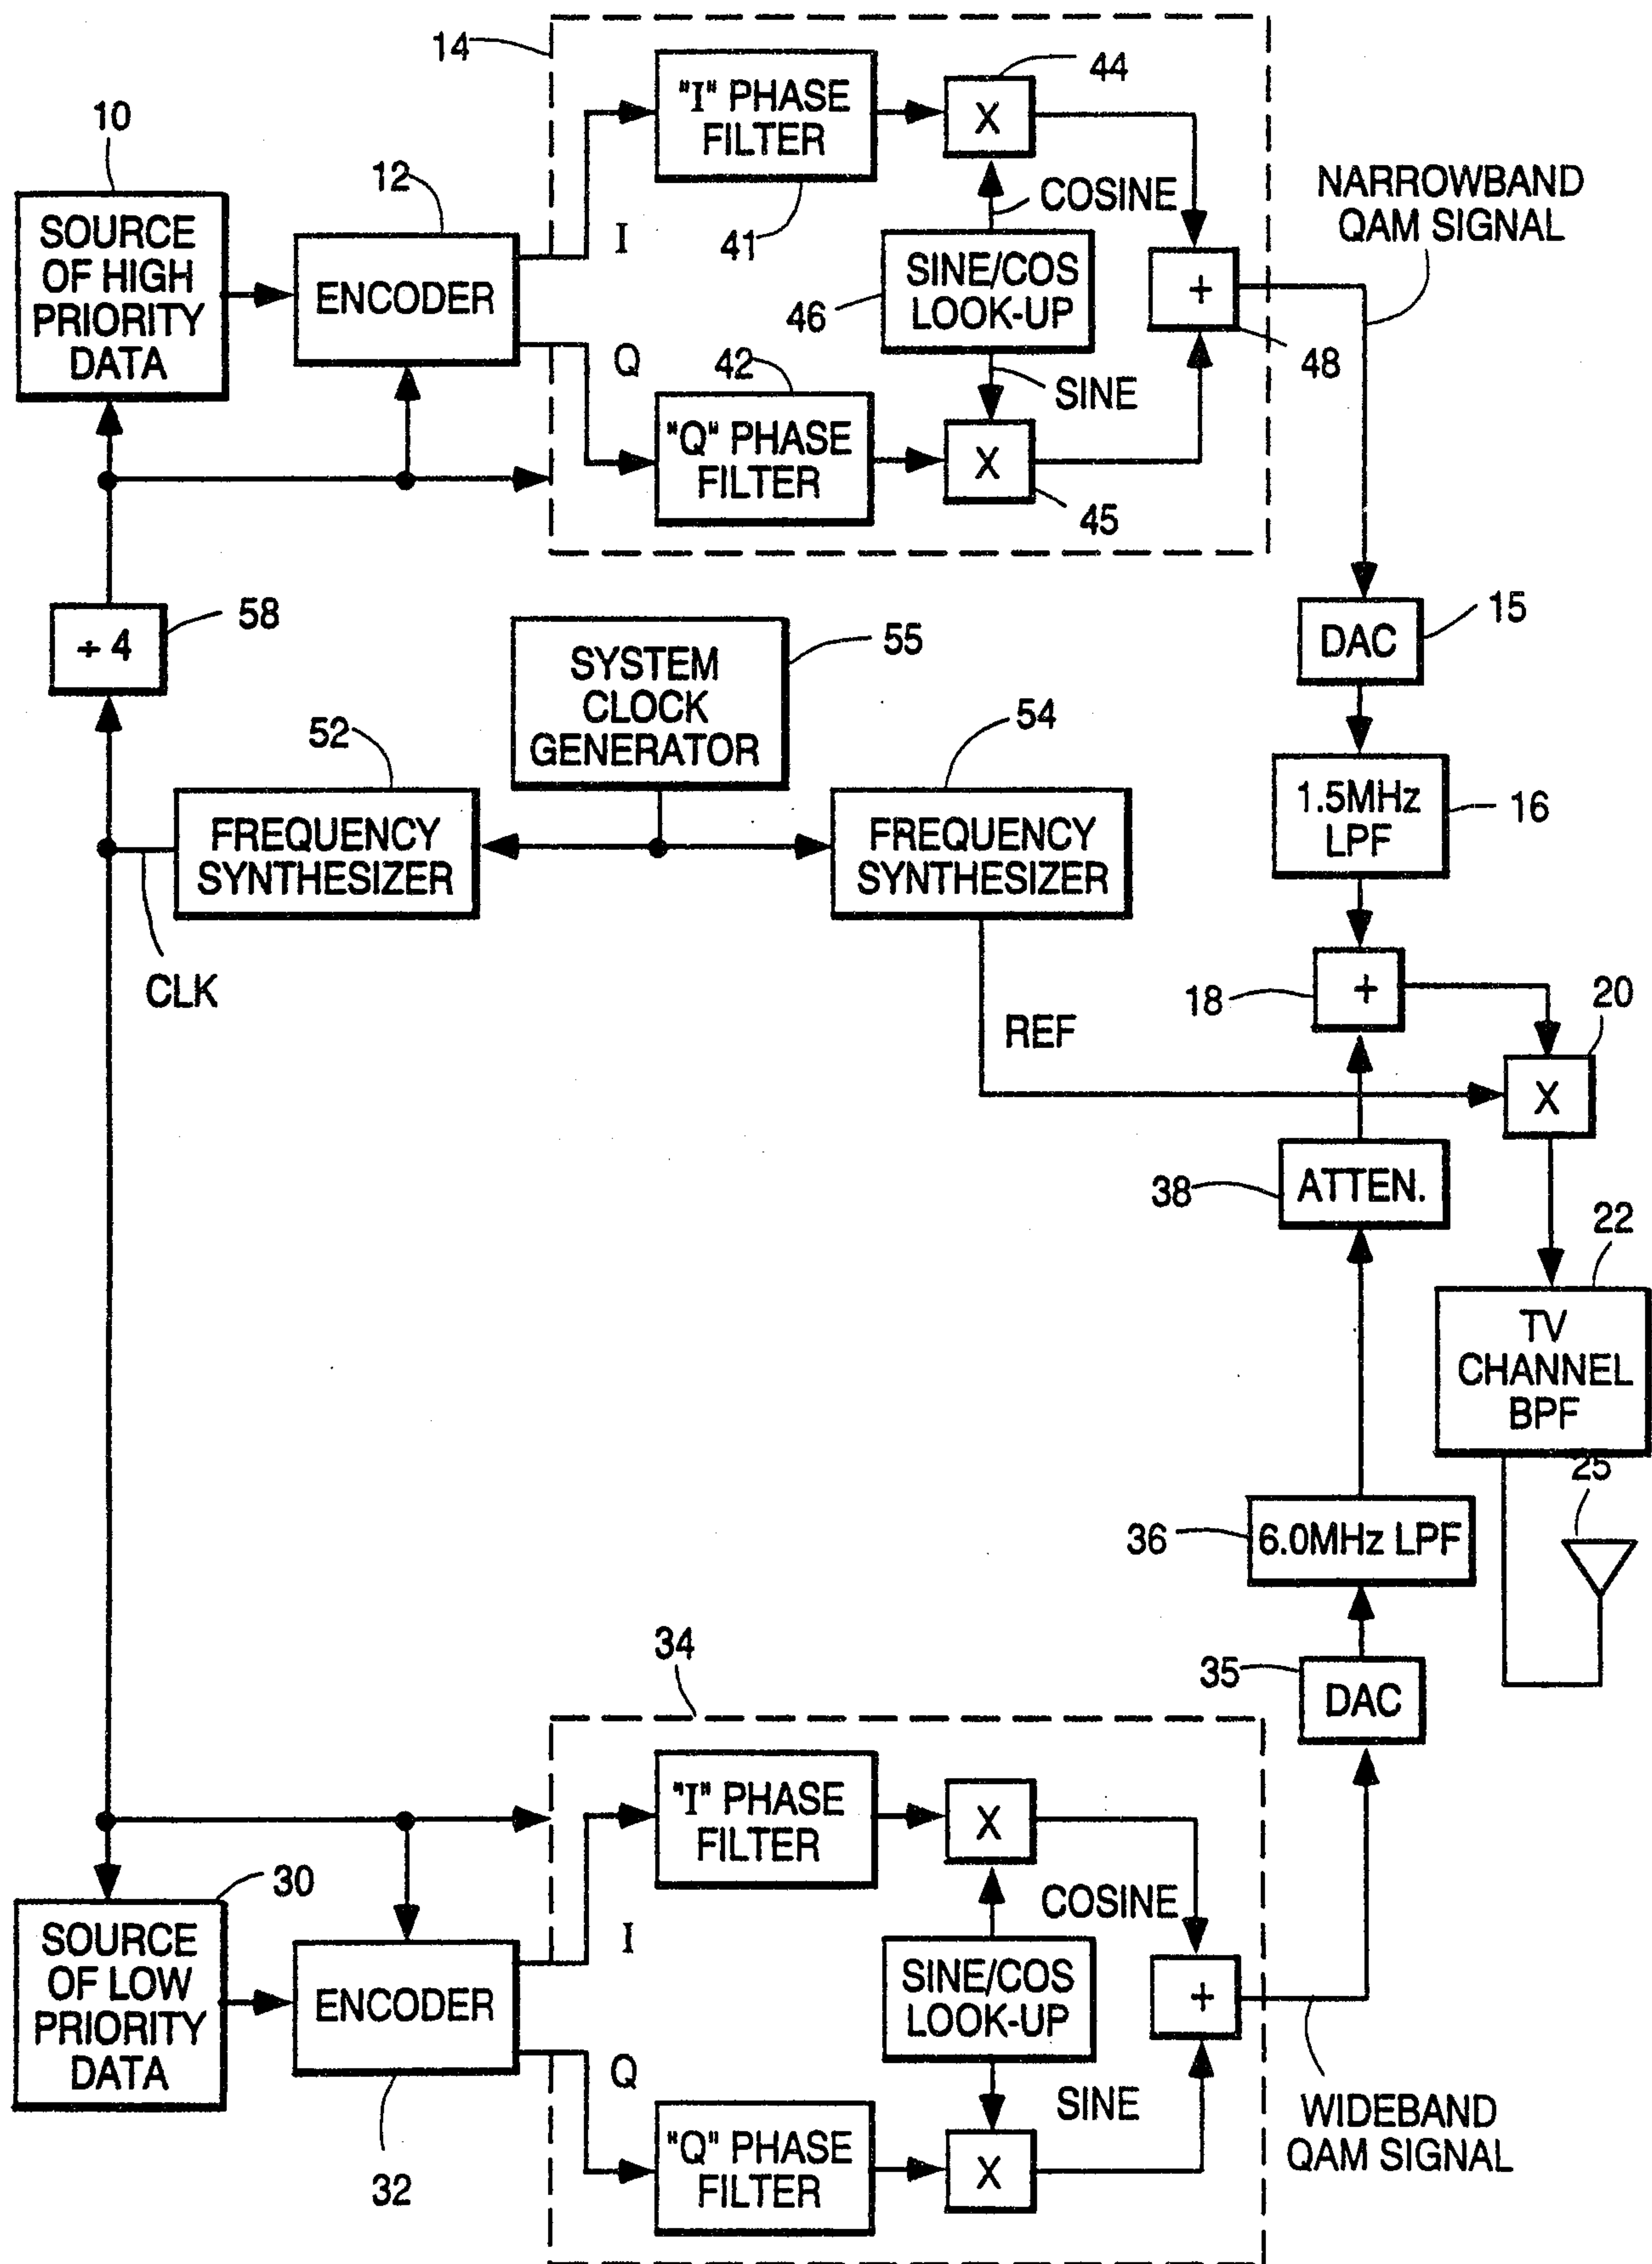 14
"I" PHASE
FILTER
X
44
10
12
I
41
COSINE
NARROWBAND
QAM SIGNAL
SOURCE
OF HIGH
PRIORITY
DATA
ENCODER
46
SINE/COS
LOOK-UP
+
48
Q
42
SINE
"Q" PHASE
FILTER
X
45
÷ 4
58
SYSTEM
CLOCK
GENERATOR
55
DAC
15
52
54
FREQUENCY
SYNTHESIZER
FREQUENCY
SYNTHESIZER
1.5MHz
LPF
16
CLK
REF
18
+
20
X
38
ATTEN.
22
TV
CHANNEL
BPF
25
36
6.0MHz LPF
34
35
DAC
"I" PHASE
FILTER
X
30
I
COSINE
SOURCE
OF LOW
PRIORITY
DATA
ENCODER
SINE/COS
LOOK-UP
+
Q
SINE
32
"Q" PHASE
FILTER
X
WIDEBAND
QAM SIGNAL